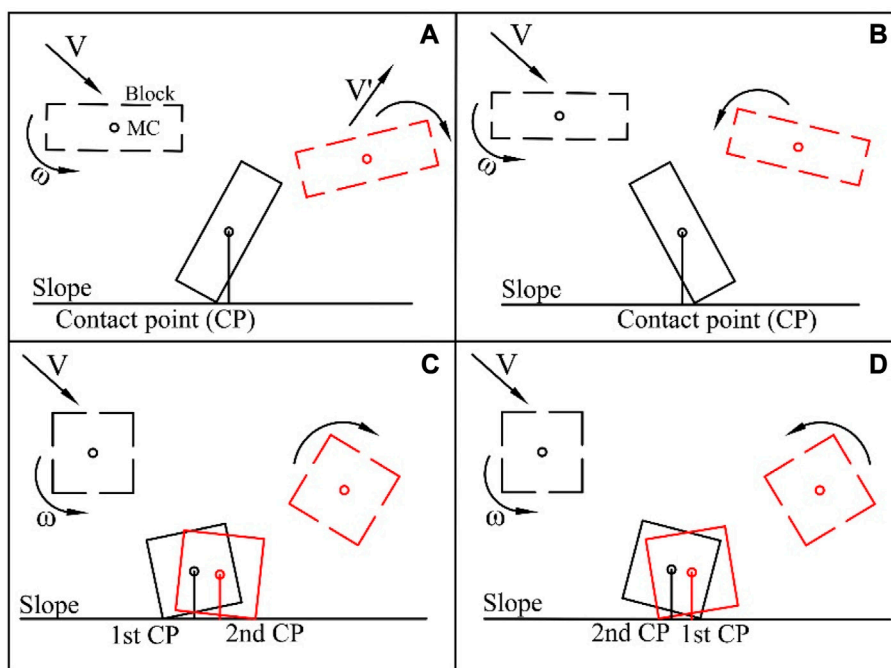 A
V
Block
MC
V'
ω
Slope
Contact point (CP)
B
V
ω
Slope
Contact point (CP)
C
V
ω
Slope
1st CP
2nd CP
D
V
ω
Slope
2nd CP
1st CP